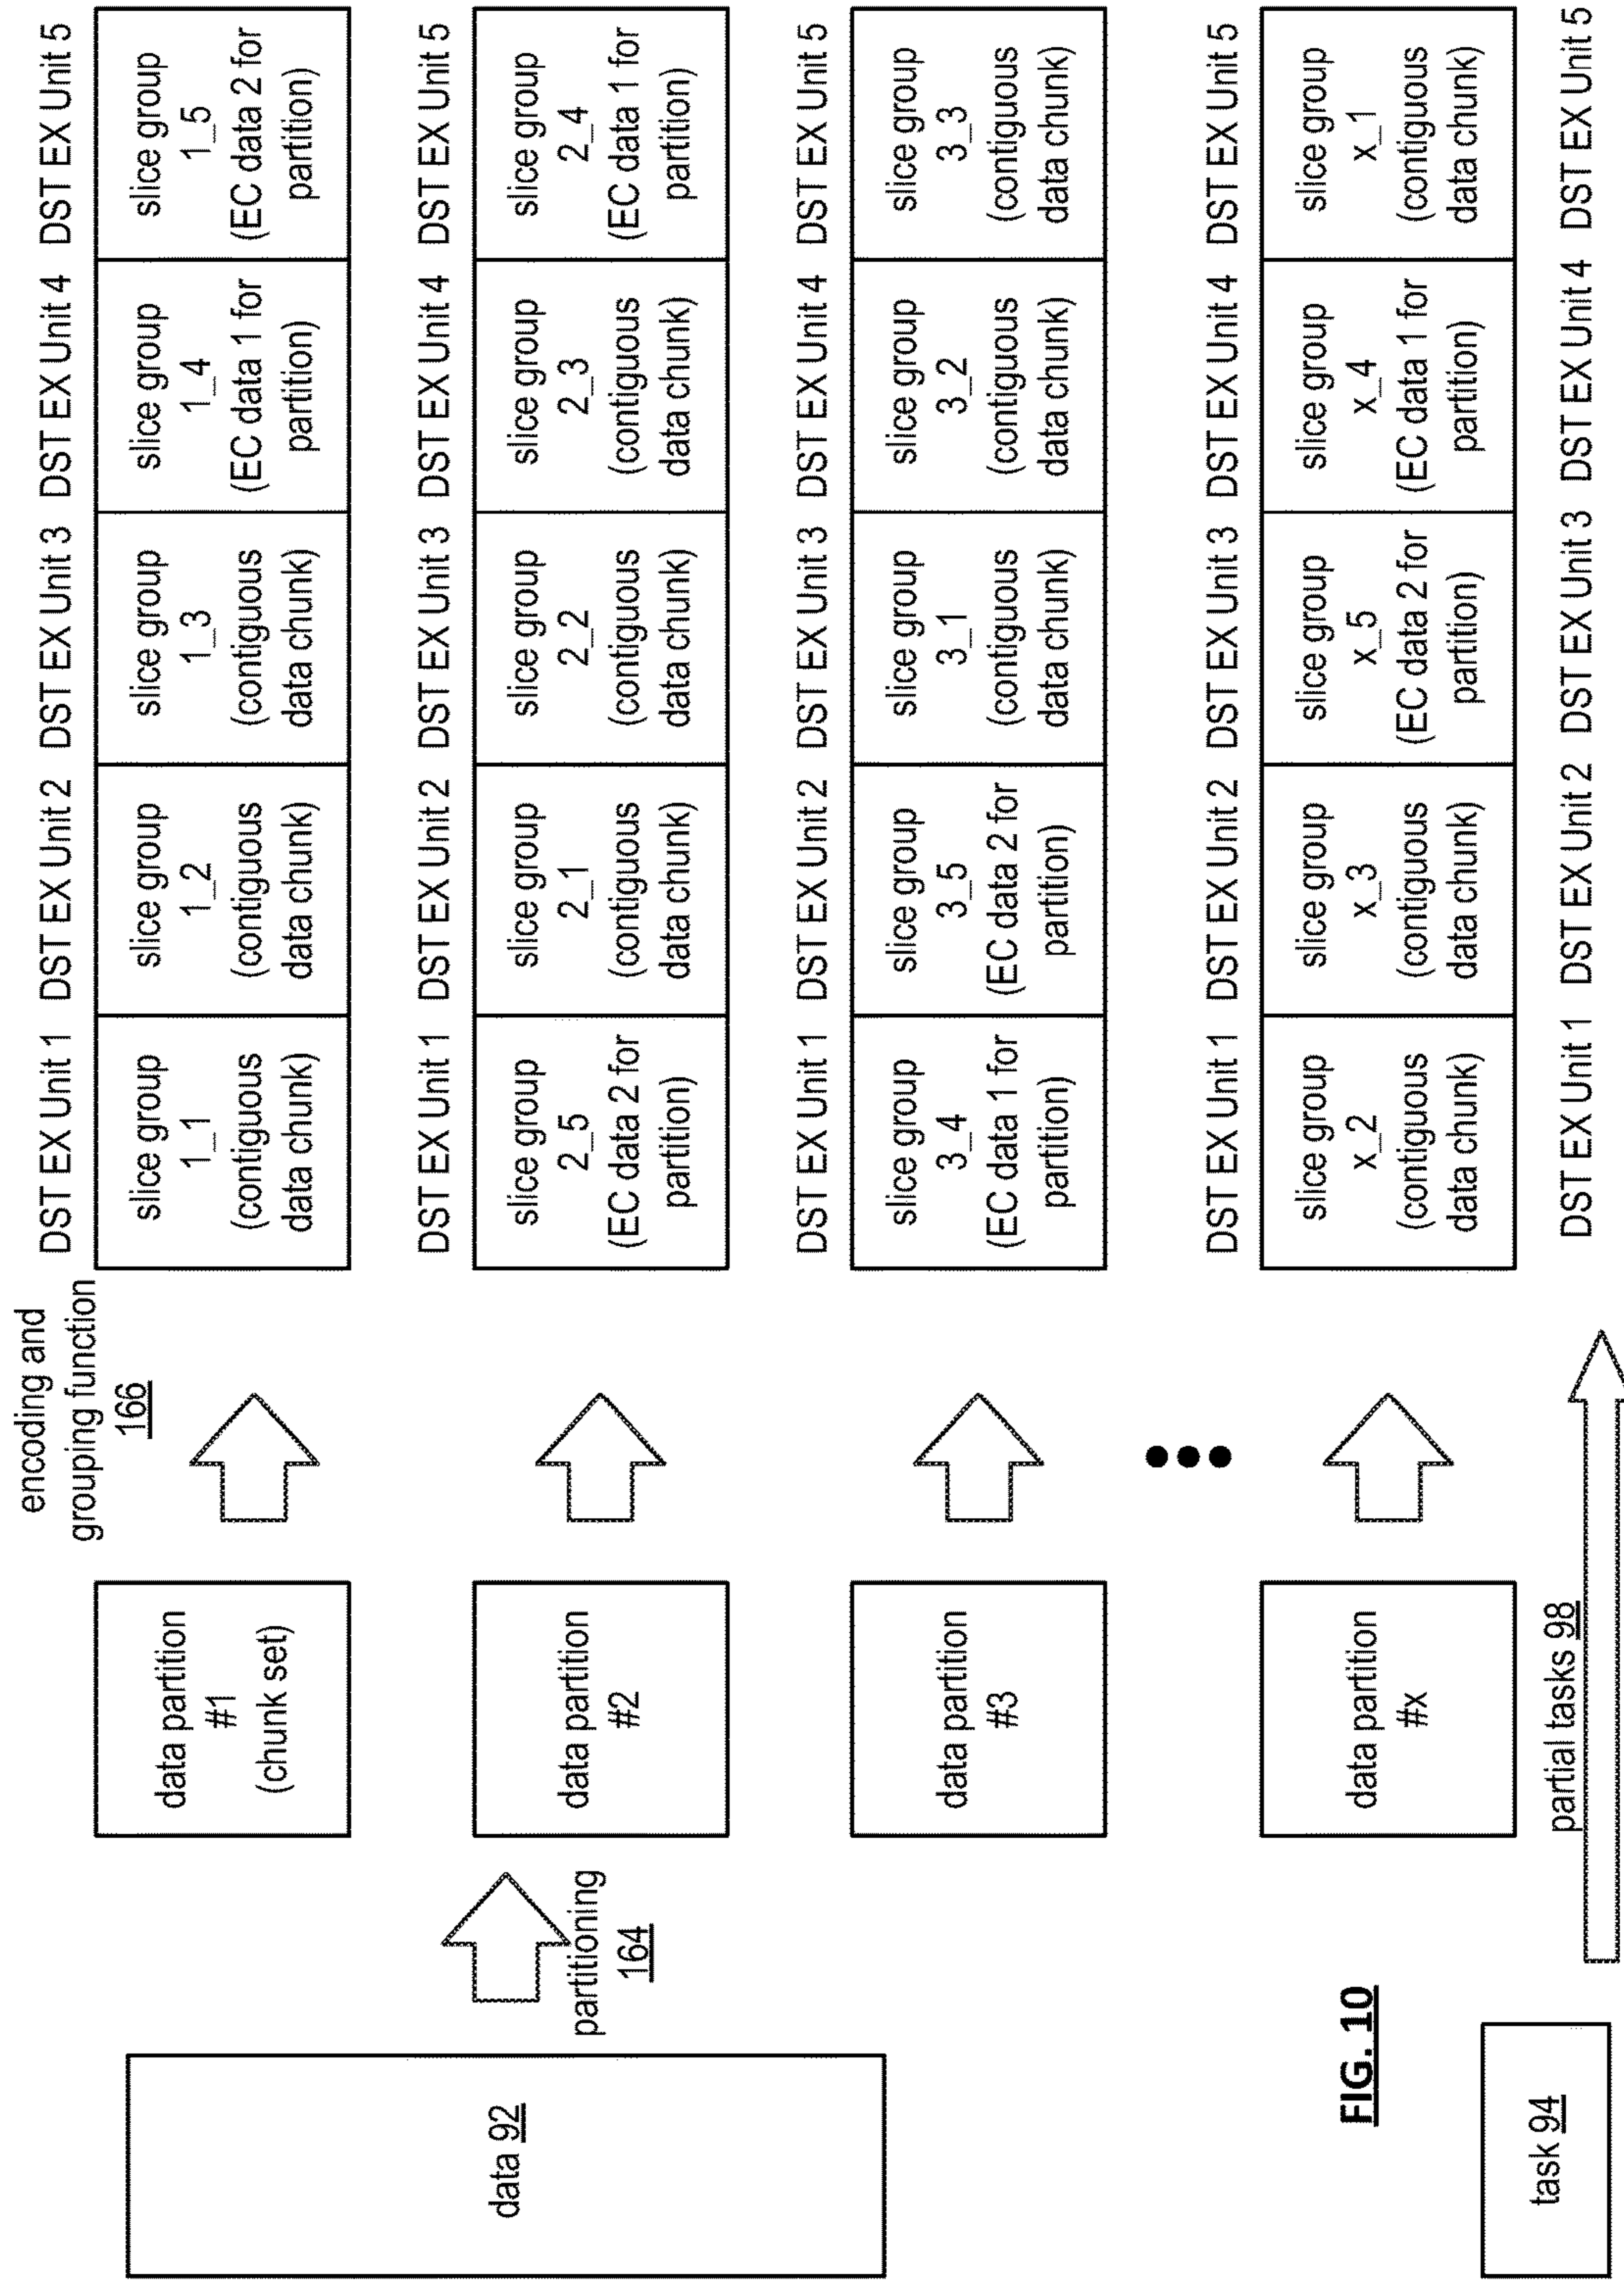 data 92
partitioning
164
data partition
#1
(chunk set)
data partition
#2
data partition
#3
data partition
#x
encoding and
grouping function
166
DST EX Unit 1
DST EX Unit 2
DST EX Unit 3
DST EX Unit 4
DST EX Unit 5
slice group
1_1
(contiguous
data chunk)
slice group
1_2
(contiguous
data chunk)
slice group
1_3
(contiguous
data chunk)
slice group
1_4
(EC data 1 for
partition)
slice group
1_5
(EC data 2 for
partition)
DST EX Unit 1
DST EX Unit 2
DST EX Unit 3
DST EX Unit 4
DST EX Unit 5
slice group
2_5
(EC data 2 for
partition)
slice group
2_1
(contiguous
data chunk)
slice group
2_2
(contiguous
data chunk)
slice group
2_3
(contiguous
data chunk)
slice group
2_4
(EC data 1 for
partition)
DST EX Unit 1
DST EX Unit 2
DST EX Unit 3
DST EX Unit 4
DST EX Unit 5
slice group
3_4
(EC data 1 for
partition)
slice group
3_5
(EC data 2 for
partition)
slice group
3_1
(contiguous
data chunk)
slice group
3_2
(contiguous
data chunk)
slice group
3_3
(contiguous
data chunk)
DST EX Unit 1
DST EX Unit 2
DST EX Unit 3
DST EX Unit 4
DST EX Unit 5
slice group
x_2
(contiguous
data chunk)
slice group
x_3
(contiguous
data chunk)
slice group
x_5
(EC data 2 for
partition)
slice group
x_4
(EC data 1 for
partition)
slice group
x_1
(contiguous
data chunk)
FIG. 10
task 94
partial tasks 98
DST EX Unit 1
DST EX Unit 2
DST EX Unit 3
DST EX Unit 4
DST EX Unit 5